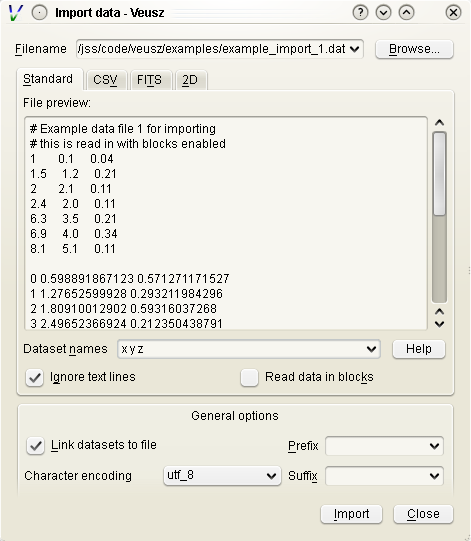 Import data - Veusz
Filename /jss/code/veusz/examples/example_import_1.dat Browse...
Standard CSV FITS 2D
File preview:
# Example data file 1 for importing
# this is read in with blocks enabled
1 0.1 0.04
1.5 1.2 0.21
2 2.1 0.11
2.4 2.0 0.11
6.3 3.5 0.21
6.9 4.0 0.34
8.1 5.1 0.11
0 0.598891867123 0.571271171527
1 1.27652599928 0.293211984296
2 1.80910012902 0.59316037268
3 2.49652366924 0.212350438791
Dataset names x y z Help
Ignore text lines Read data in blocks
General options
Link datasets to file Prefix
Character encoding utf_8 Suffix
Import Close